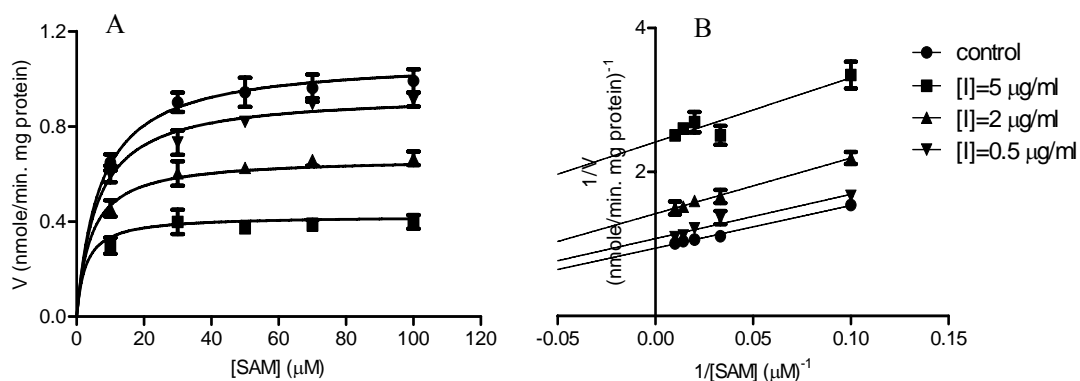 A
B
V (nmole/min. mg protein)
1.2
0.8
0.4
0.0
0 20 40 60 80 100 120
[SAM] (μM)
1/V
(nmole/min. mg protein)⁻¹
4
2
-0.05 0.00 0.05 0.10 0.15
1/[SAM] (μM)⁻¹
control
[I]=5 μg/ml
[I]=2 μg/ml
[I]=0.5 μg/ml